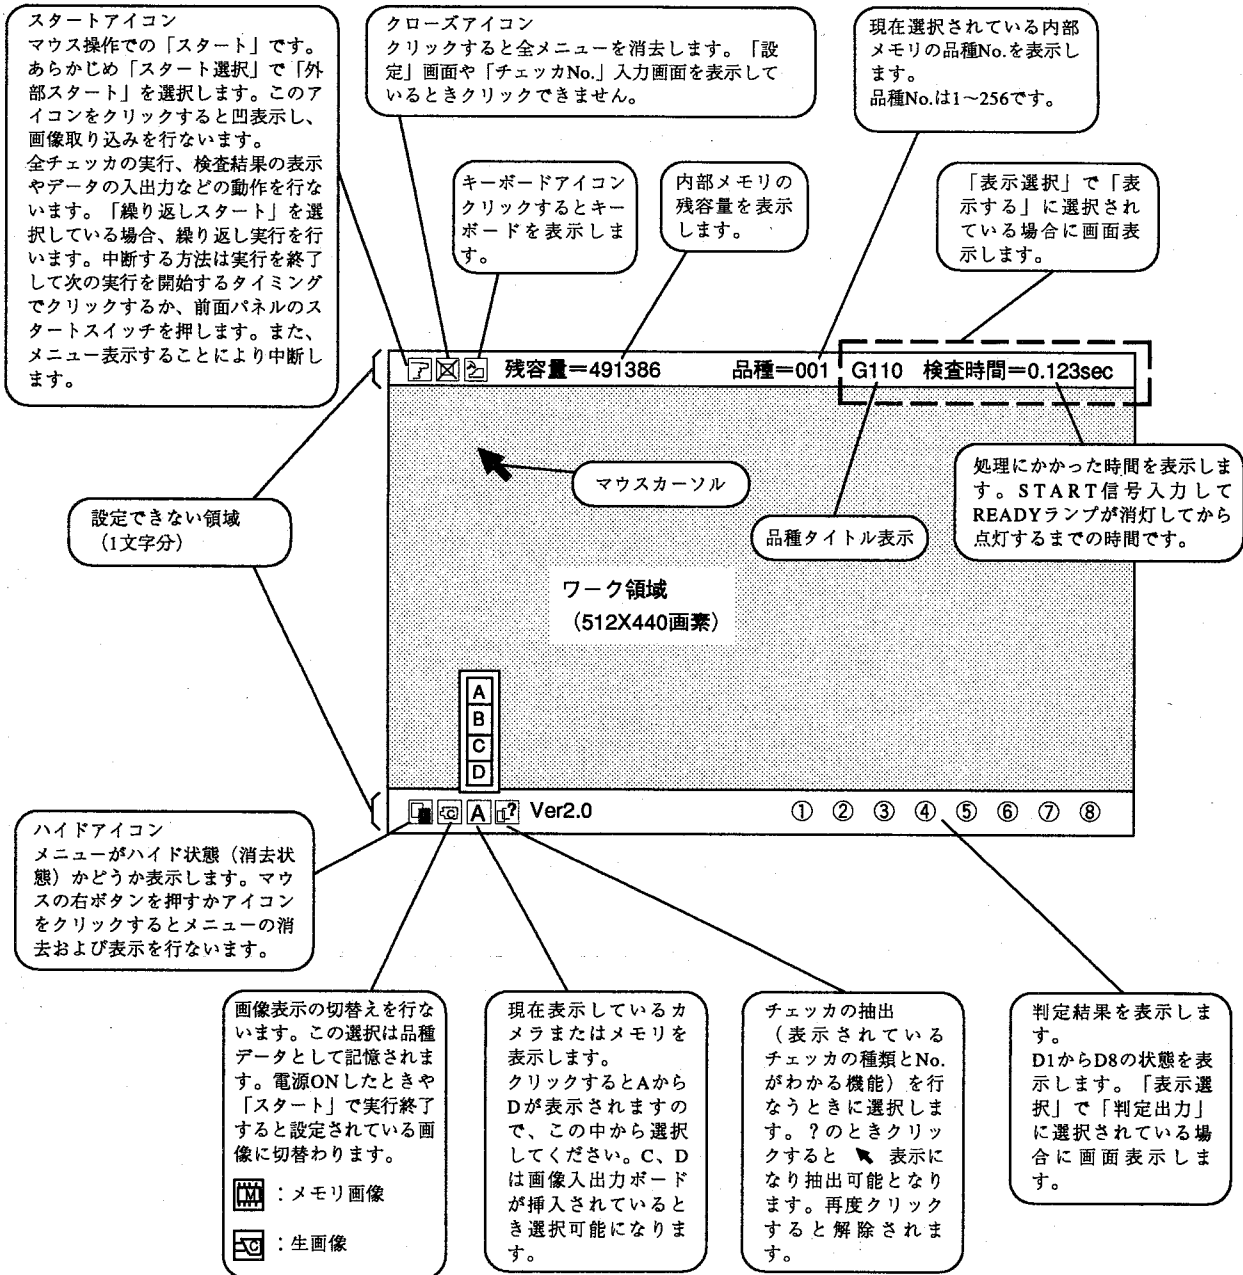 スタートアイコン
マウス操作での「スタート」です。
あらかじめ「スタート選択」で「外
部スタート」を選択します。このア
イコンをクリックすると凹表示し、
画像取り込みを行ないます。
全チェッカの実行、検査結果の表示
やデータの入出力などの動作を行な
います。「繰り返しスタート」を選
択している場合、繰り返し実行を行
います。中断する方法は実行を終了
して次の実行を開始するタイミング
でクリックするか、前面パネルのス
タートスイッチを押します。また、
メニュー表示することにより中断し
ます。
クローズアイコン
クリックすると全メニューを消去します。「設
定」画面や「チェッカNo.」入力画面を表示して
いるときクリックできません。
現在選択されている内部
メモリの品種No.を表示し
ます。
品種No.は1~256です。
キーボードアイコン
クリックするとキー
ボードを表示しま
す。
内部メモリの
残容量を表示
します。
「表示選択」で「表
示する」に選択され
ている場合に画面表
示します。
残容量=491386 品種=001 G110 検査時間=0.123sec
マウスカーソル
処理にかかった時間を表示しま
す。START信号入力して
READYランプが消灯してから
点灯するまでの時間です。
品種タイトル表示
設定できない領域
(1文字分)
ワーク領域
(512X440画素)
A
B
C
D
A ? Ver2.0 ① ② ③ ④ ⑤ ⑥ ⑦ ⑧
ハイドアイコン
メニューがハイド状態(消去状
態)かどうか表示します。マウ
スの右ボタンを押すかアイコン
をクリックするとメニューの消
去および表示を行ないます。
画像表示の切替えを行な
います。この選択は品種
データとして記憶されま
す。電源ONしたときや
「スタート」で実行終了
すると設定されている画
像に切替わります。
M :メモリ画像
C :生画像
現在表示しているカ
メラまたはメモリを
表示します。
クリックするとAから
Dが表示されますの
で、この中から選択
してください。C、D
は画像入出力ボード
が挿入されていると
き選択可能になりま
す。
チェッカの抽出
(表示されている
チェッカの種類とNo.
がわかる機能)を行
なうときに選択しま
す。?のときクリッ
クすると 表示に
なり抽出可能となり
ます。再度クリック
すると解除されま
す。
判定結果を表示しま
す。
D1からD8の状態を表
示します。「表示選
択」で「判定出力」
に選択されている場
合に画面表示しま
す。